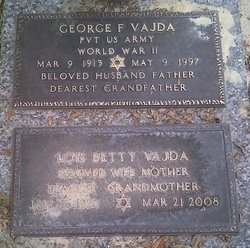 GEORGE F VAJDA
PVT US ARMY
WORLD WAR II
MAR 9 1913 ✡ MAY 9 1997
BELOVED HUSBAND FATHER
DEAREST GRANDFATHER
LOIS BETTY VAJDA
BELOVED WIFE MOTHER
DEAREST GRANDMOTHER
✡ MAR 21 2008